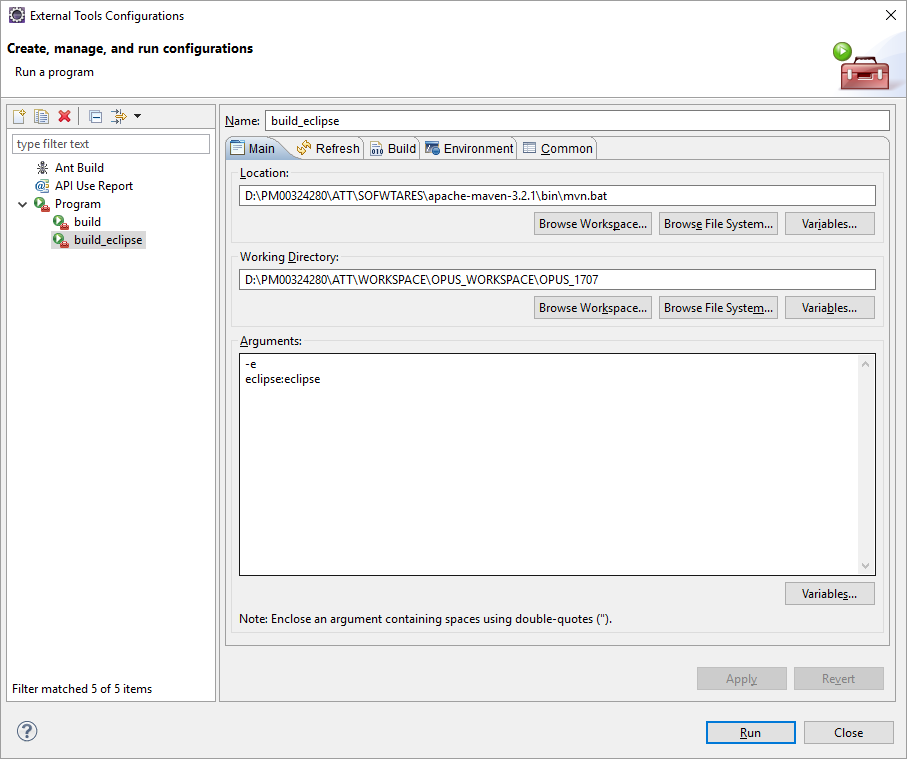 External Tools Configurations
Create, manage, and run configurations
Run a program
type filter text
Ant Build
API Use Report
Program
build
build_eclipse
Filter matched 5 of 5 items
Name: build_eclipse
Main Refresh Build Environment Common
Location:
D:\PM00324280\ATT\SOFWTARES\apache-maven-3.2.1\bin\mvn.bat
Browse Workspace... Browse File System... Variables...
Working Directory:
D:\PM00324280\ATT\WORKSPACE\OPUS_WORKSPACE\OPUS_1707
Browse Workspace... Browse File System... Variables...
Arguments:
-e
eclipse:eclipse
Variables...
Note: Enclose an argument containing spaces using double-quotes (").
Apply Revert
? Run Close